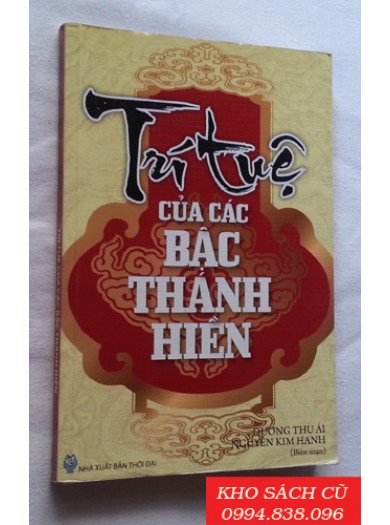 Trí tuệ
CỦA CÁC
BẬC
THÁNH
HIỀN
DƯƠNG THU ÁI
NGUYỄN KIM HANH
(Biên soạn)
NHÀ XUẤT BẢN THỜI ĐẠI
KHO SÁCH CŨ
0994.838.096